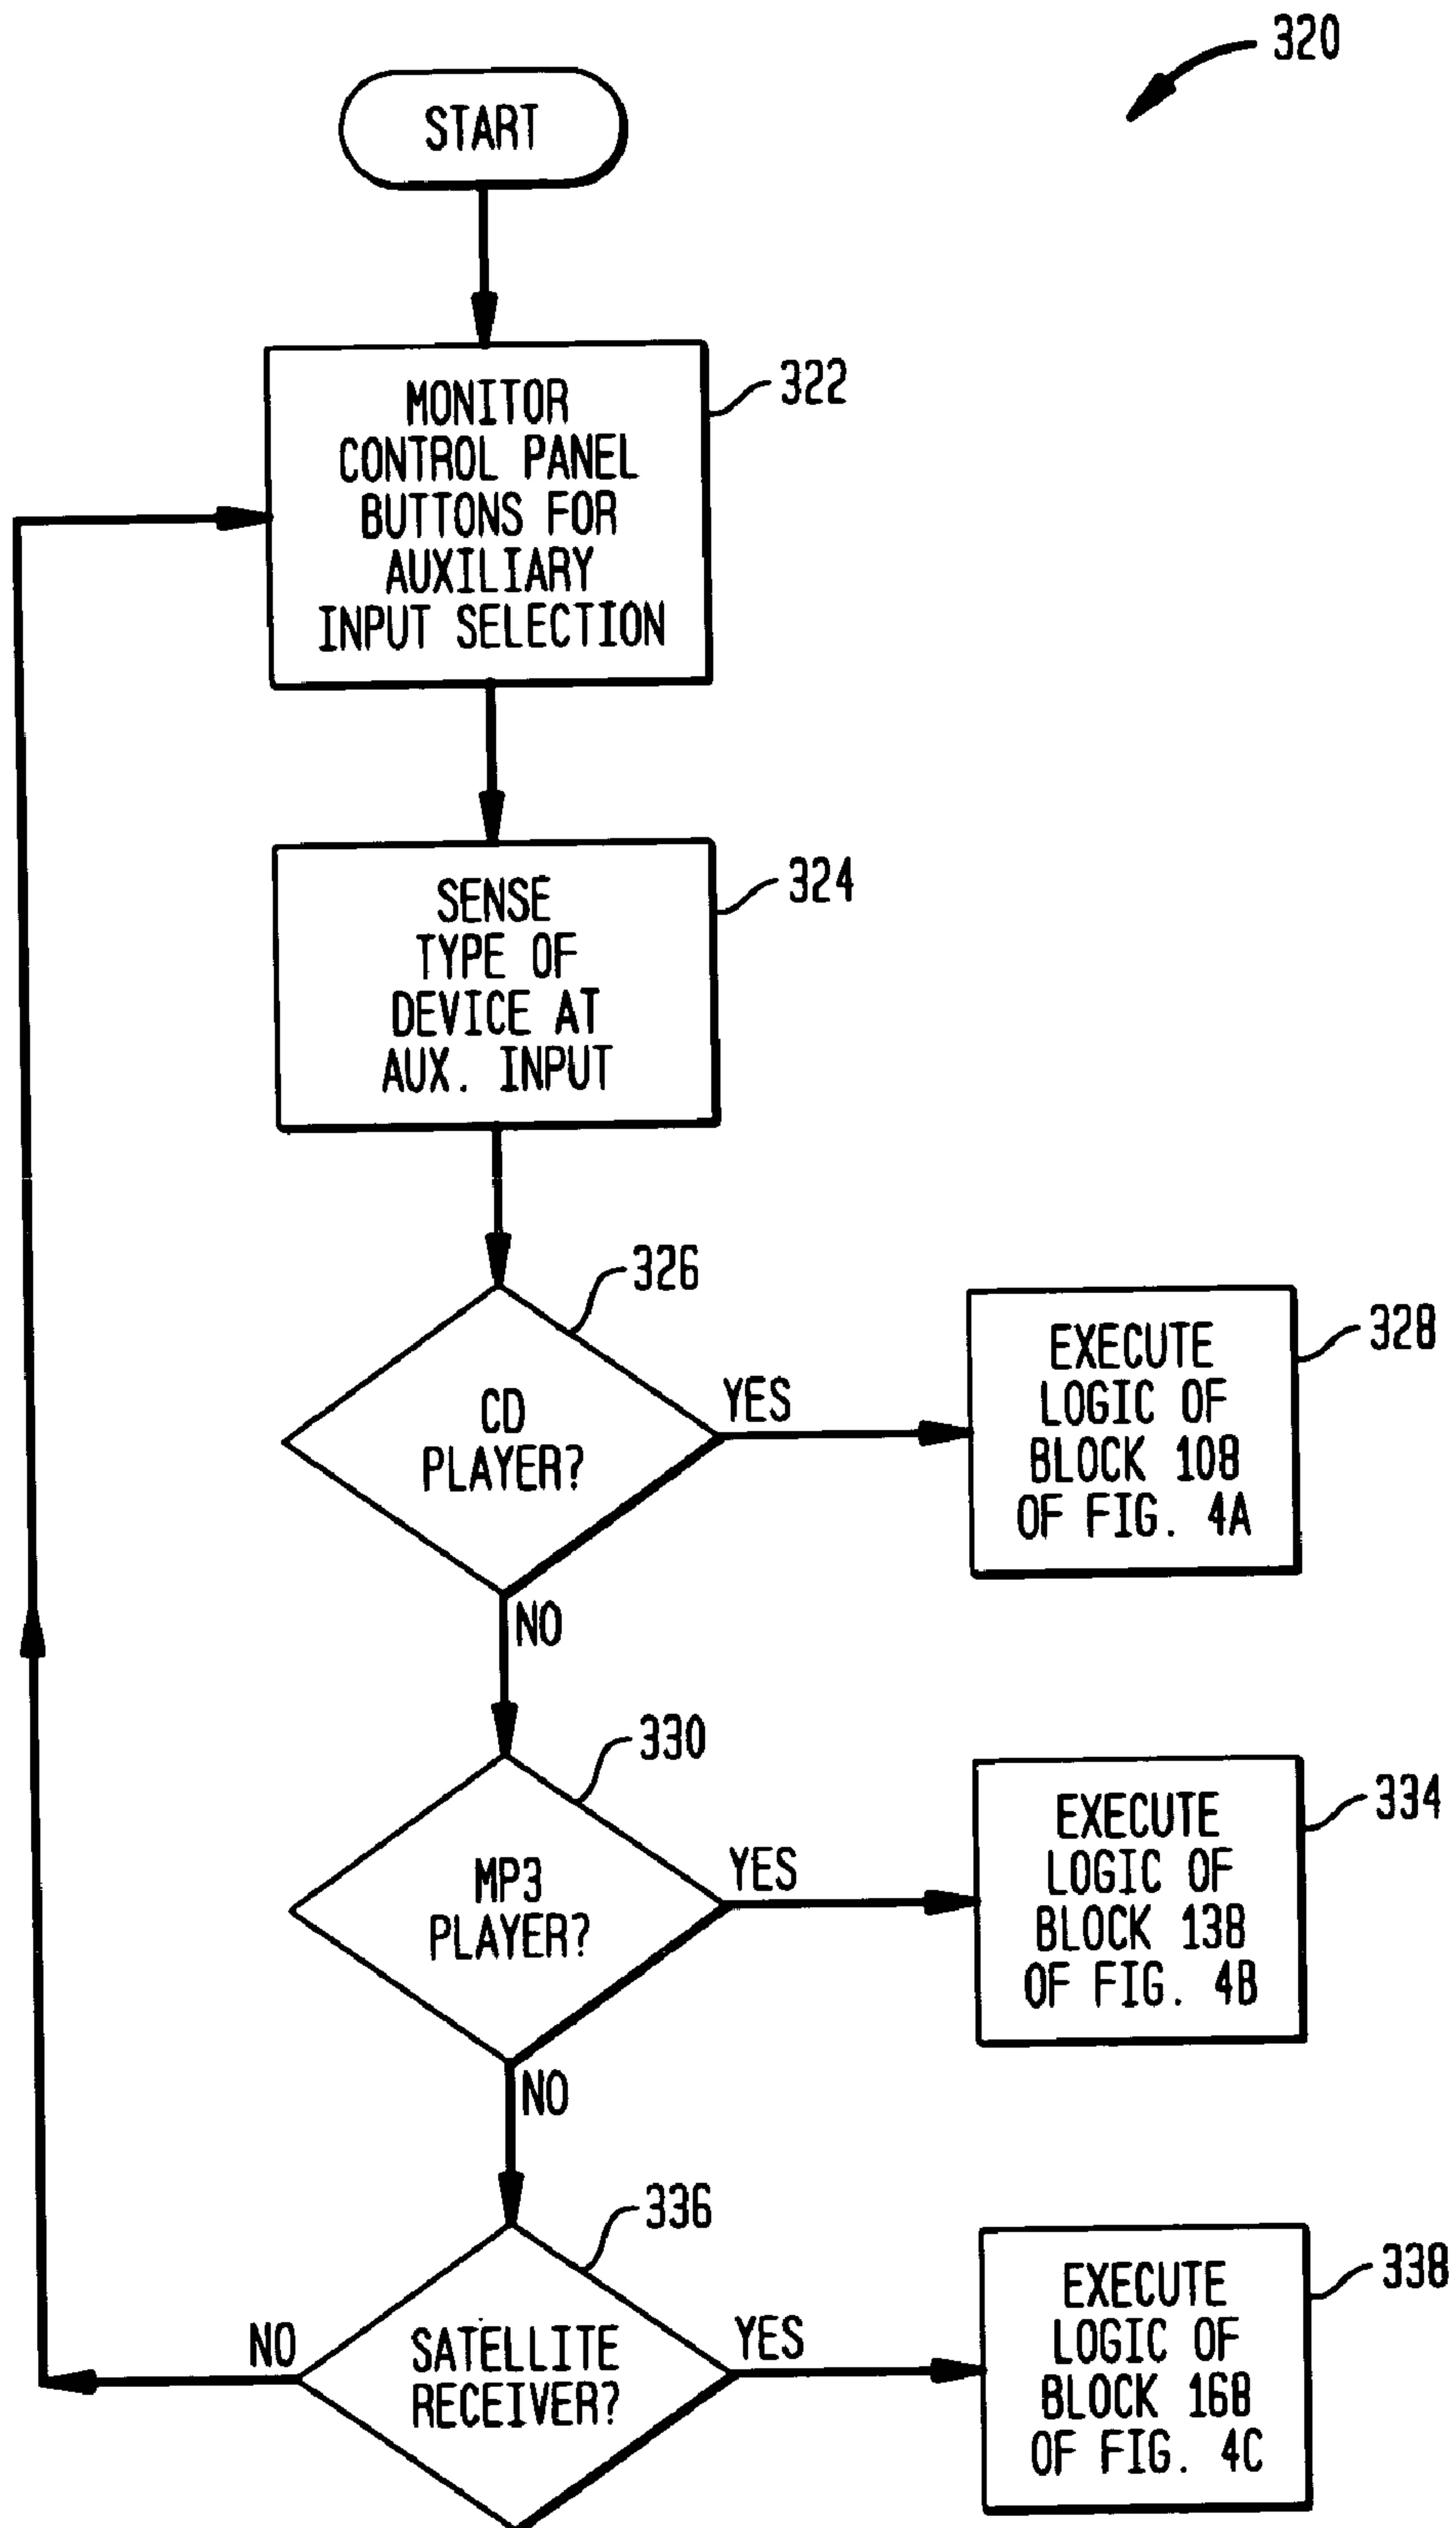 320
START
MONITOR
CONTROL PANEL
BUTTONS FOR
AUXILIARY
INPUT SELECTION
322
SENSE
TYPE OF
DEVICE AT
AUX. INPUT
324
326
CD
PLAYER?
YES
EXECUTE
LOGIC OF
BLOCK 108
OF FIG. 4A
328
NO
330
MP3
PLAYER?
YES
EXECUTE
LOGIC OF
BLOCK 138
OF FIG. 4B
334
NO
336
SATELLITE
RECEIVER?
NO
YES
EXECUTE
LOGIC OF
BLOCK 168
OF FIG. 4C
338